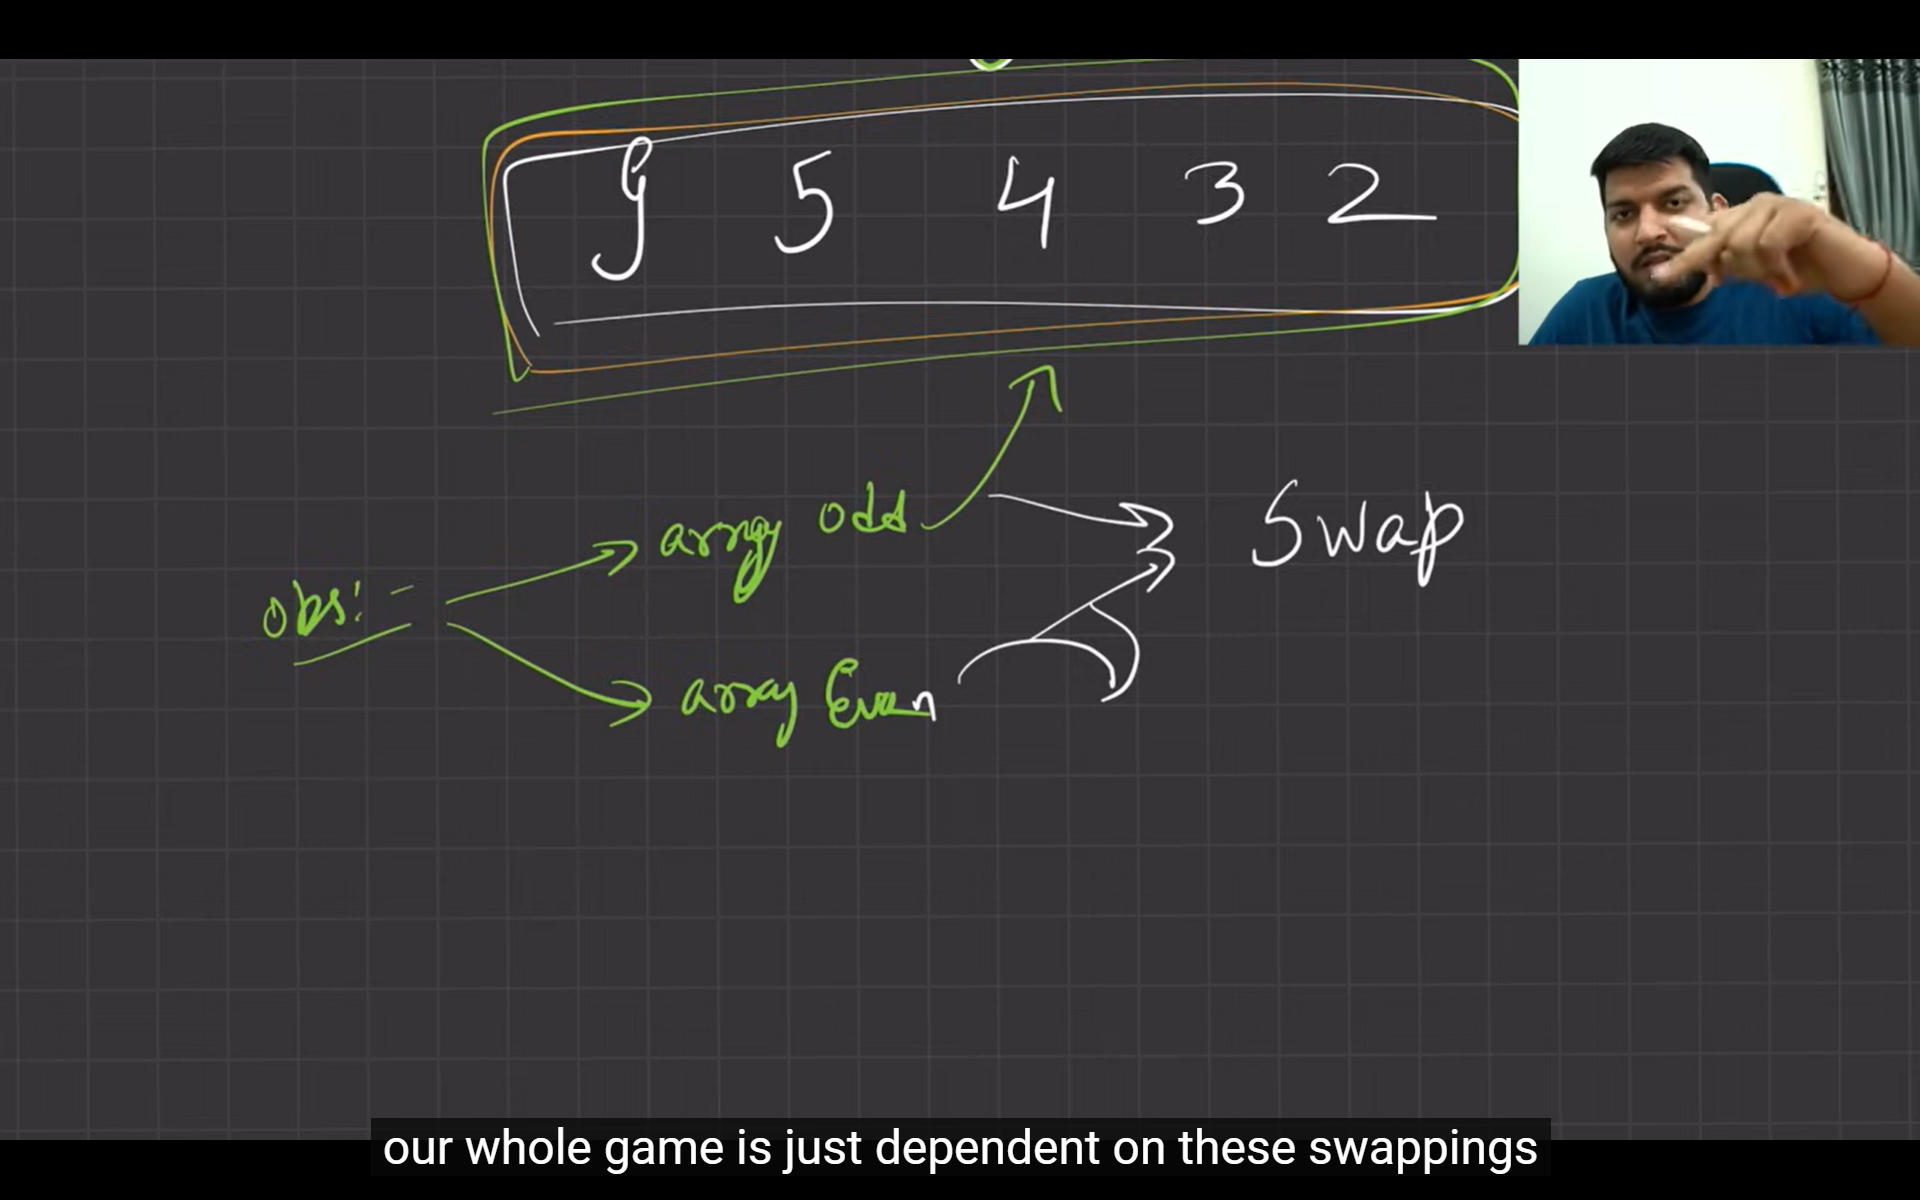 9 5 4 3 2
array odd
Swap
obs:-
array Even
our whole game is just dependent on these swappings